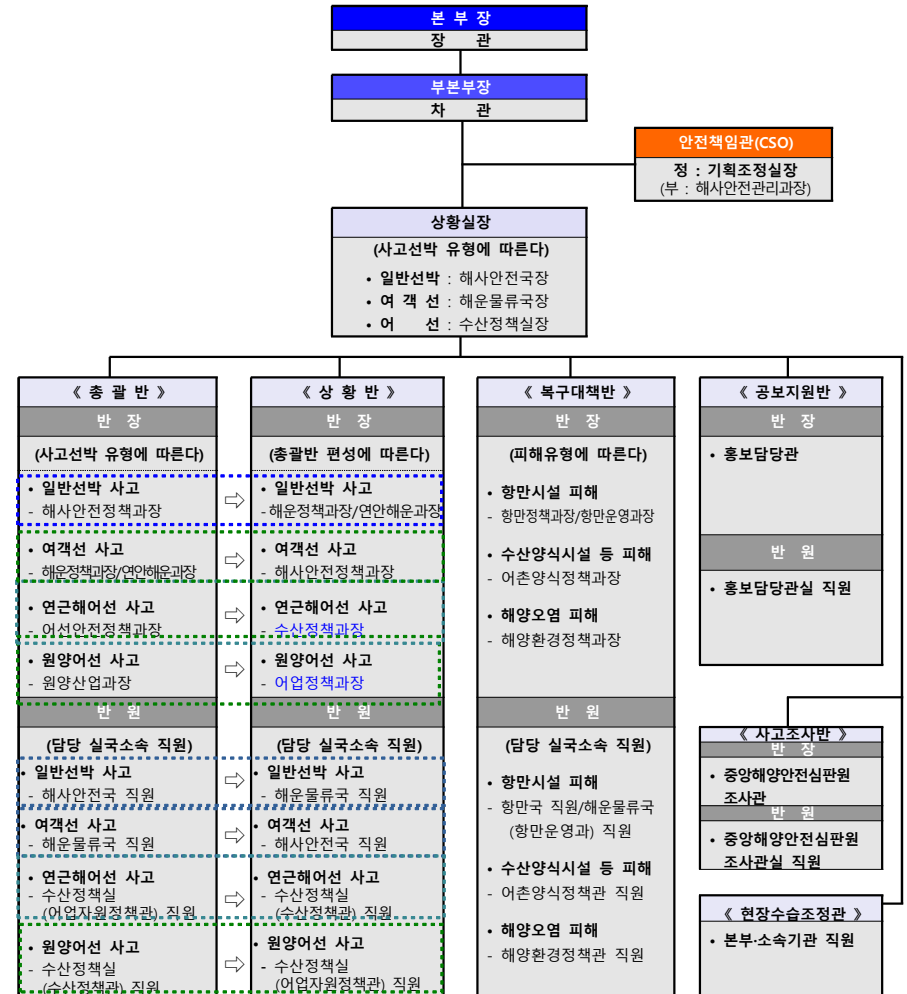 본 부 장
장 관
부본부장
차 관
안전책임관(CSO)
정 : 기획조정실장
(부 : 해사안전관리과장)
상황실장
(사고선박 유형에 따른다)
• 일반선박 : 해사안전국장
• 여 객 선 : 해운물류국장
• 어 선 : 수산정책실장
《 총 괄 반 》
반 장
(사고선박 유형에 따른다)
• 일반선박 사고
- 해사안전정책과장
• 여객선 사고
- 해운정책과장/연안해운과장
• 연근해어선 사고
- 어선안전정책과장
• 원양어선 사고
- 원양산업과장
반 원
(담당 실국소속 직원)
• 일반선박 사고
- 해사안전국 직원
• 여객선 사고
- 해운물류국 직원
• 연근해어선 사고
- 수산정책실
(어업자원정책관) 직원
• 원양어선 사고
- 수산정책실
(수산정책관) 직원
⇨
⇨
⇨
⇨
⇨
⇨
⇨
⇨
《 상 황 반 》
반 장
(총괄반 편성에 따른다)
• 일반선박 사고
-해운정책과장/연안해운과장
• 여객선 사고
- 해사안전정책과장
• 연근해어선 사고
- 수산정책과장
• 원양어선 사고
- 어업정책과장
반 원
(담당 실국소속 직원)
• 일반선박 사고
- 해운물류국 직원
• 여객선 사고
- 해사안전국 직원
• 연근해어선 사고
- 수산정책실
(수산정책관) 직원
• 원양어선 사고
- 수산정책실
(어업자원정책관) 직원
《 복구대책반 》
반 장
(피해유형에 따른다)
• 항만시설 피해
- 항만정책과장/항만운영과장
• 수산양식시설 등 피해
- 어촌양식정책과장
• 해양오염 피해
- 해양환경정책과장
반 원
(담당 실국소속 직원)
• 항만시설 피해
- 항만국 직원/해운물류국
(항만운영과) 직원
• 수산양식시설 등 피해
- 어촌양식정책관 직원
• 해양오염 피해
- 해양환경정책관 직원
《 공보지원반 》
반 장
• 홍보담당관
반 원
• 홍보담당관실 직원
《 사고조사반 》
반 장
• 중앙해양안전심판원
조사관
반 원
• 중앙해양안전심판원
조사관실 직원
《 현장수습조정관 》
• 본부·소속기관 직원